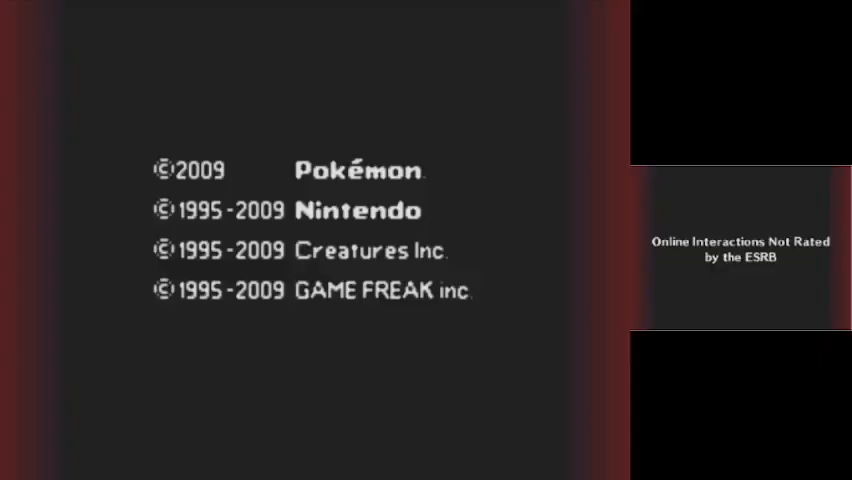 ©2009 Pokémon.
©1995-2009 Nintendo
©1995-2009 Creatures Inc.
©1995-2009 GAME FREAK inc.
Online Interactions Not Rated
by the ESRB